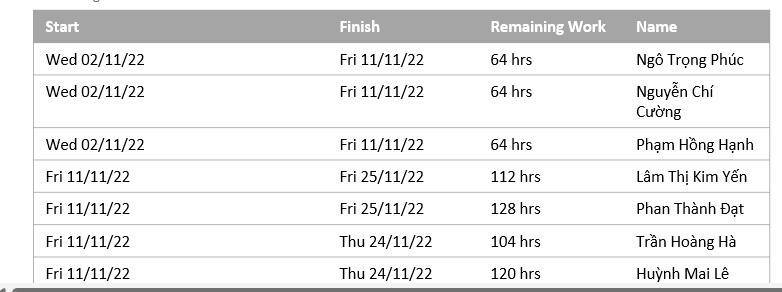 Start Finish Remaining Work Name
Wed 02/11/22 Fri 11/11/22 64 hrs Ngô Trọng Phúc
Wed 02/11/22 Fri 11/11/22 64 hrs Nguyễn Chí
Cường
Wed 02/11/22 Fri 11/11/22 64 hrs Phạm Hồng Hạnh
Fri 11/11/22 Fri 25/11/22 112 hrs Lâm Thị Kim Yến
Fri 11/11/22 Fri 25/11/22 128 hrs Phan Thành Đạt
Fri 11/11/22 Thu 24/11/22 104 hrs Trần Hoàng Hà
Fri 11/11/22 Thu 24/11/22 120 hrs Huỳnh Mai Lê